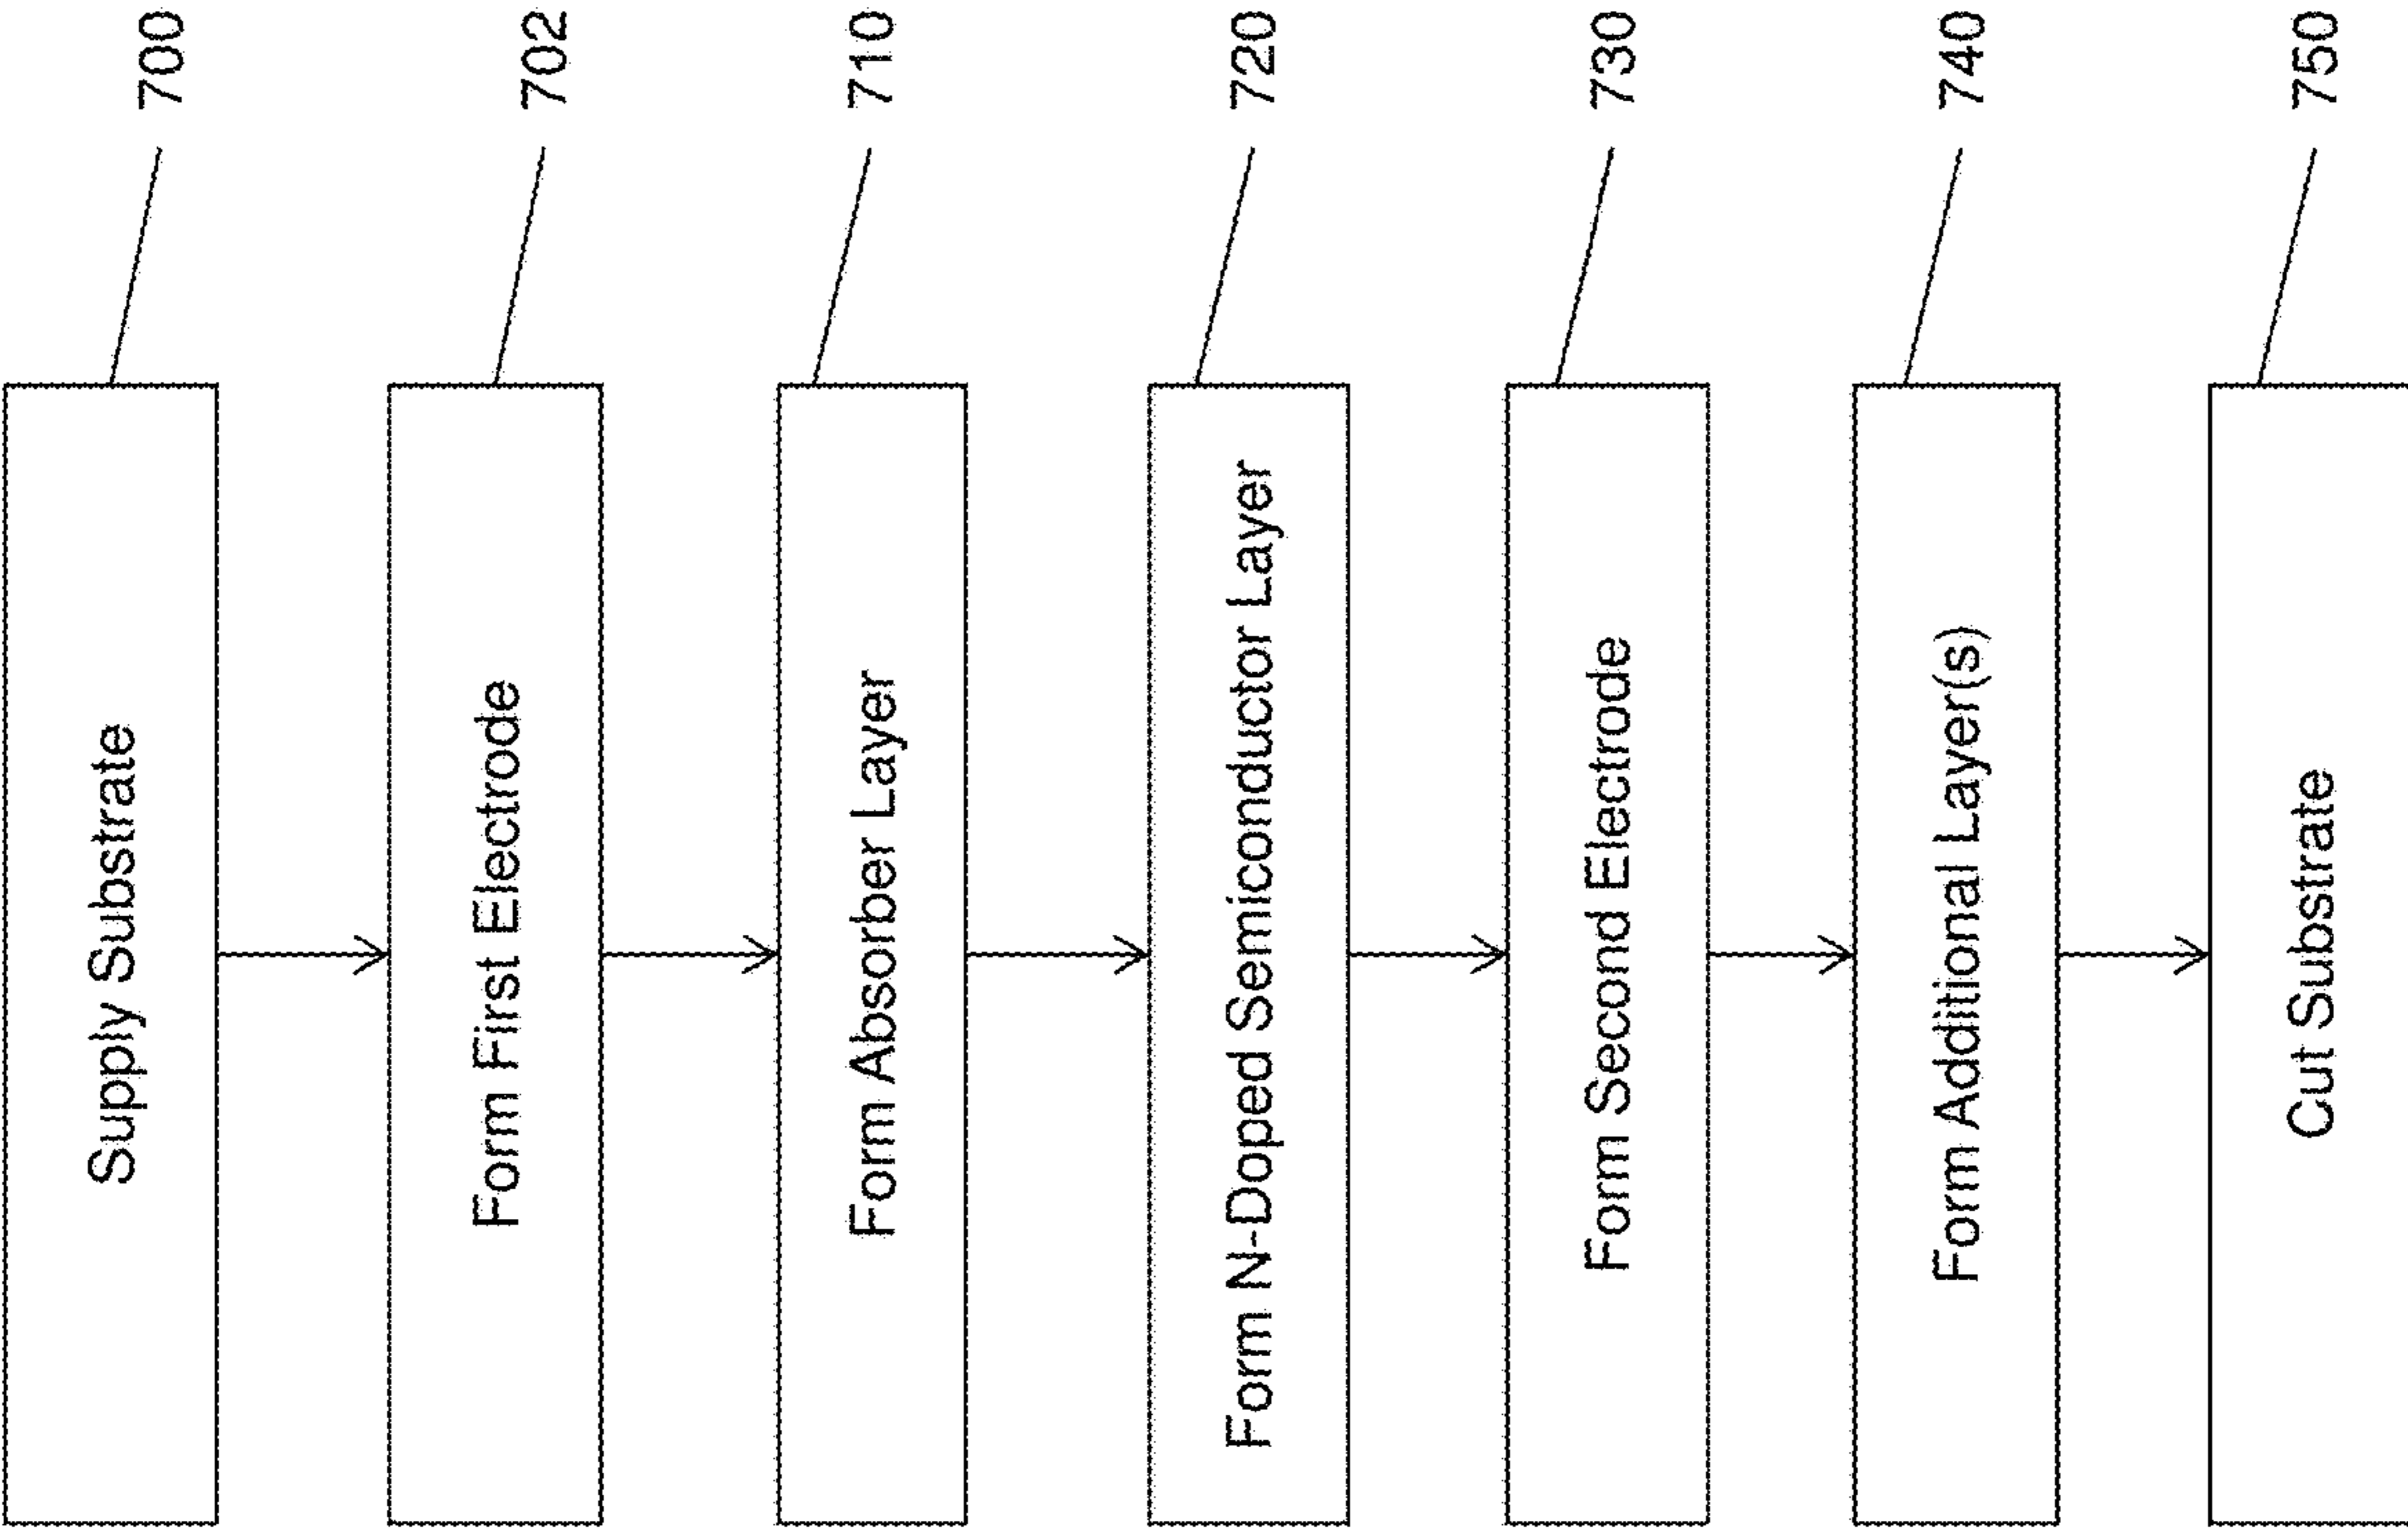 Supply Substrate
700
Form First Electrode
702
Form Absorber Layer
710
Form N-Doped Semiconductor Layer
720
Form Second Electrode
730
Form Additional Layer(s)
740
Cut Substrate
750